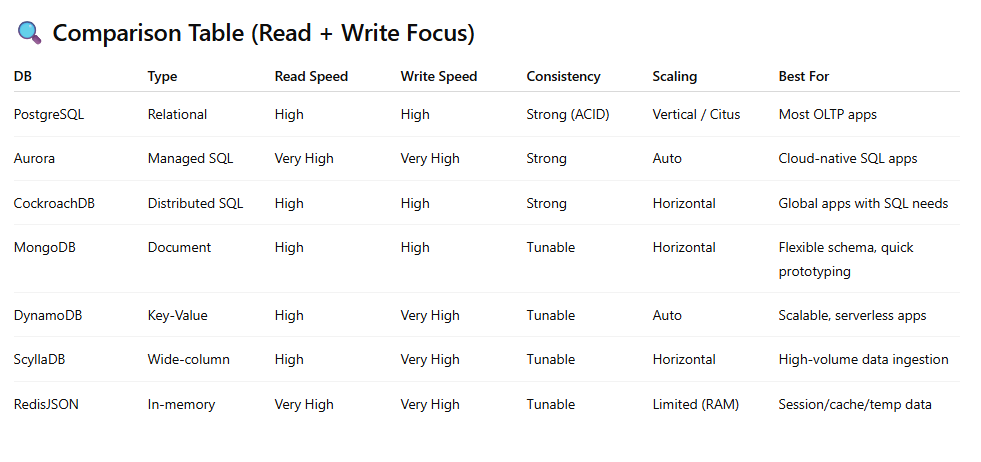 🔍 Comparison Table (Read + Write Focus)
DB Type Read Speed Write Speed Consistency Scaling Best For
PostgreSQL Relational High High Strong (ACID) Vertical / Citus Most OLTP apps
Aurora Managed SQL Very High Very High Strong Auto Cloud-native SQL apps
CockroachDB Distributed SQL High High Strong Horizontal Global apps with SQL needs
MongoDB Document High High Tunable Horizontal Flexible schema, quick
prototyping
DynamoDB Key-Value High Very High Tunable Auto Scalable, serverless apps
ScyllaDB Wide-column High Very High Tunable Horizontal High-volume data ingestion
RedisJSON In-memory Very High Very High Tunable Limited (RAM) Session/cache/temp data